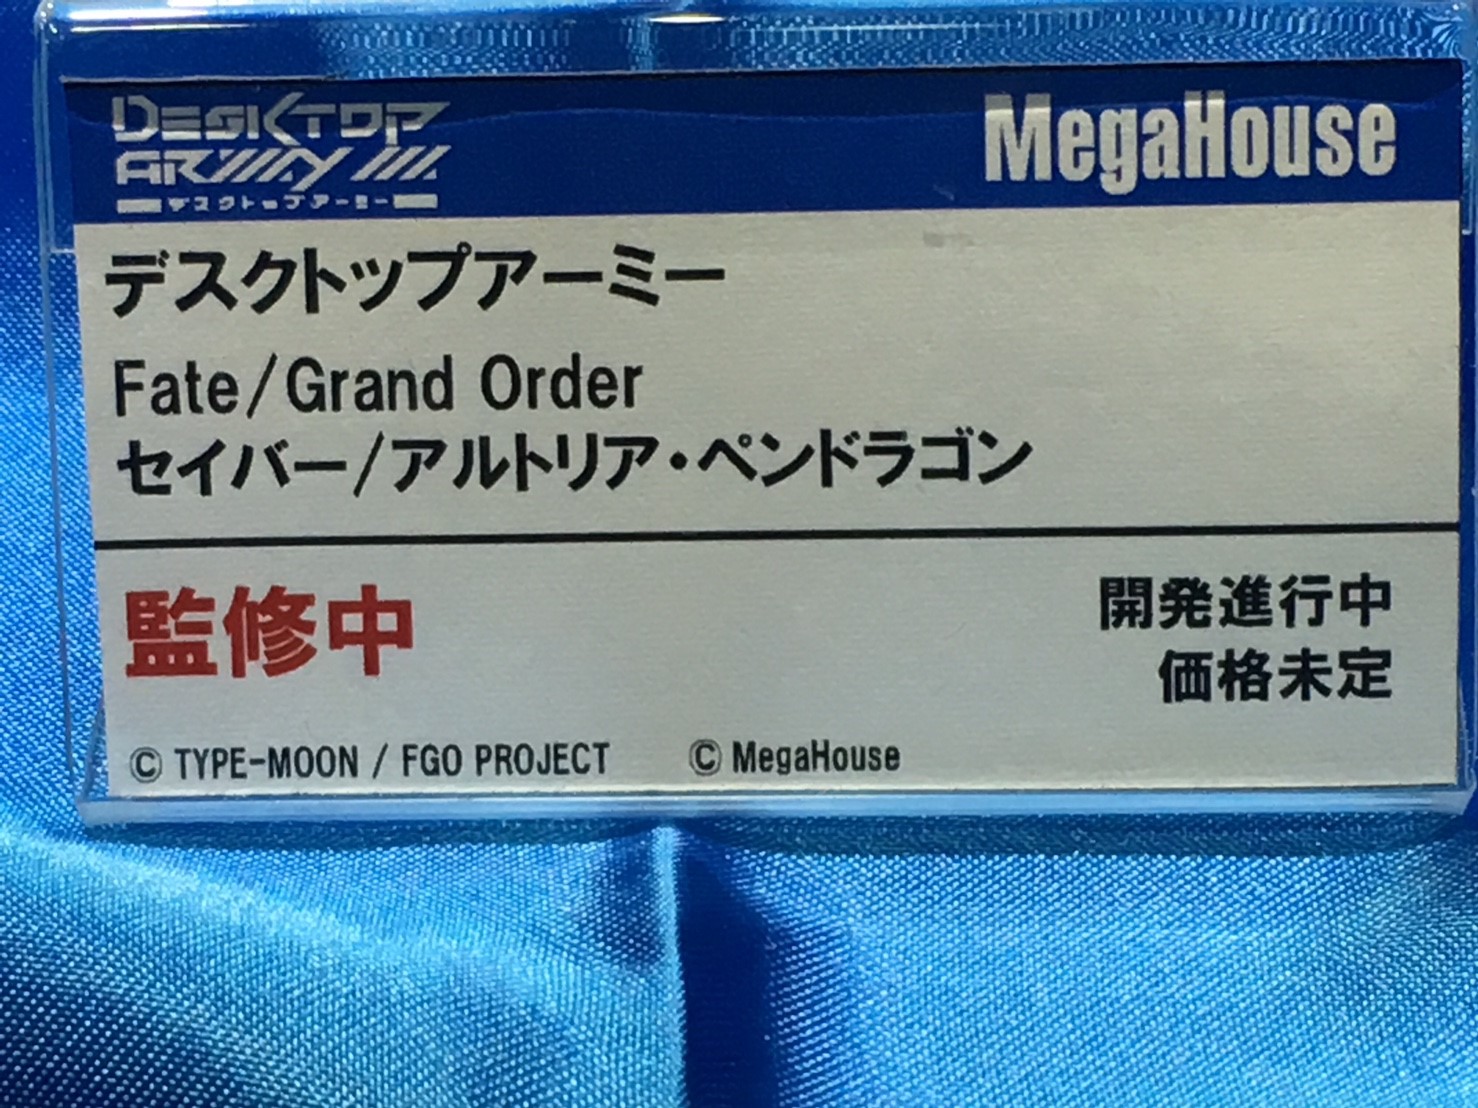 DESKTOP
ARMY
デスクトップアーミー
MegaHouse
デスクトップアーミー
Fate/Grand Order
セイバー/アルトリア・ペンドラゴン
監修中
開発進行中
価格未定
© TYPE-MOON / FGO PROJECT
© MegaHouse